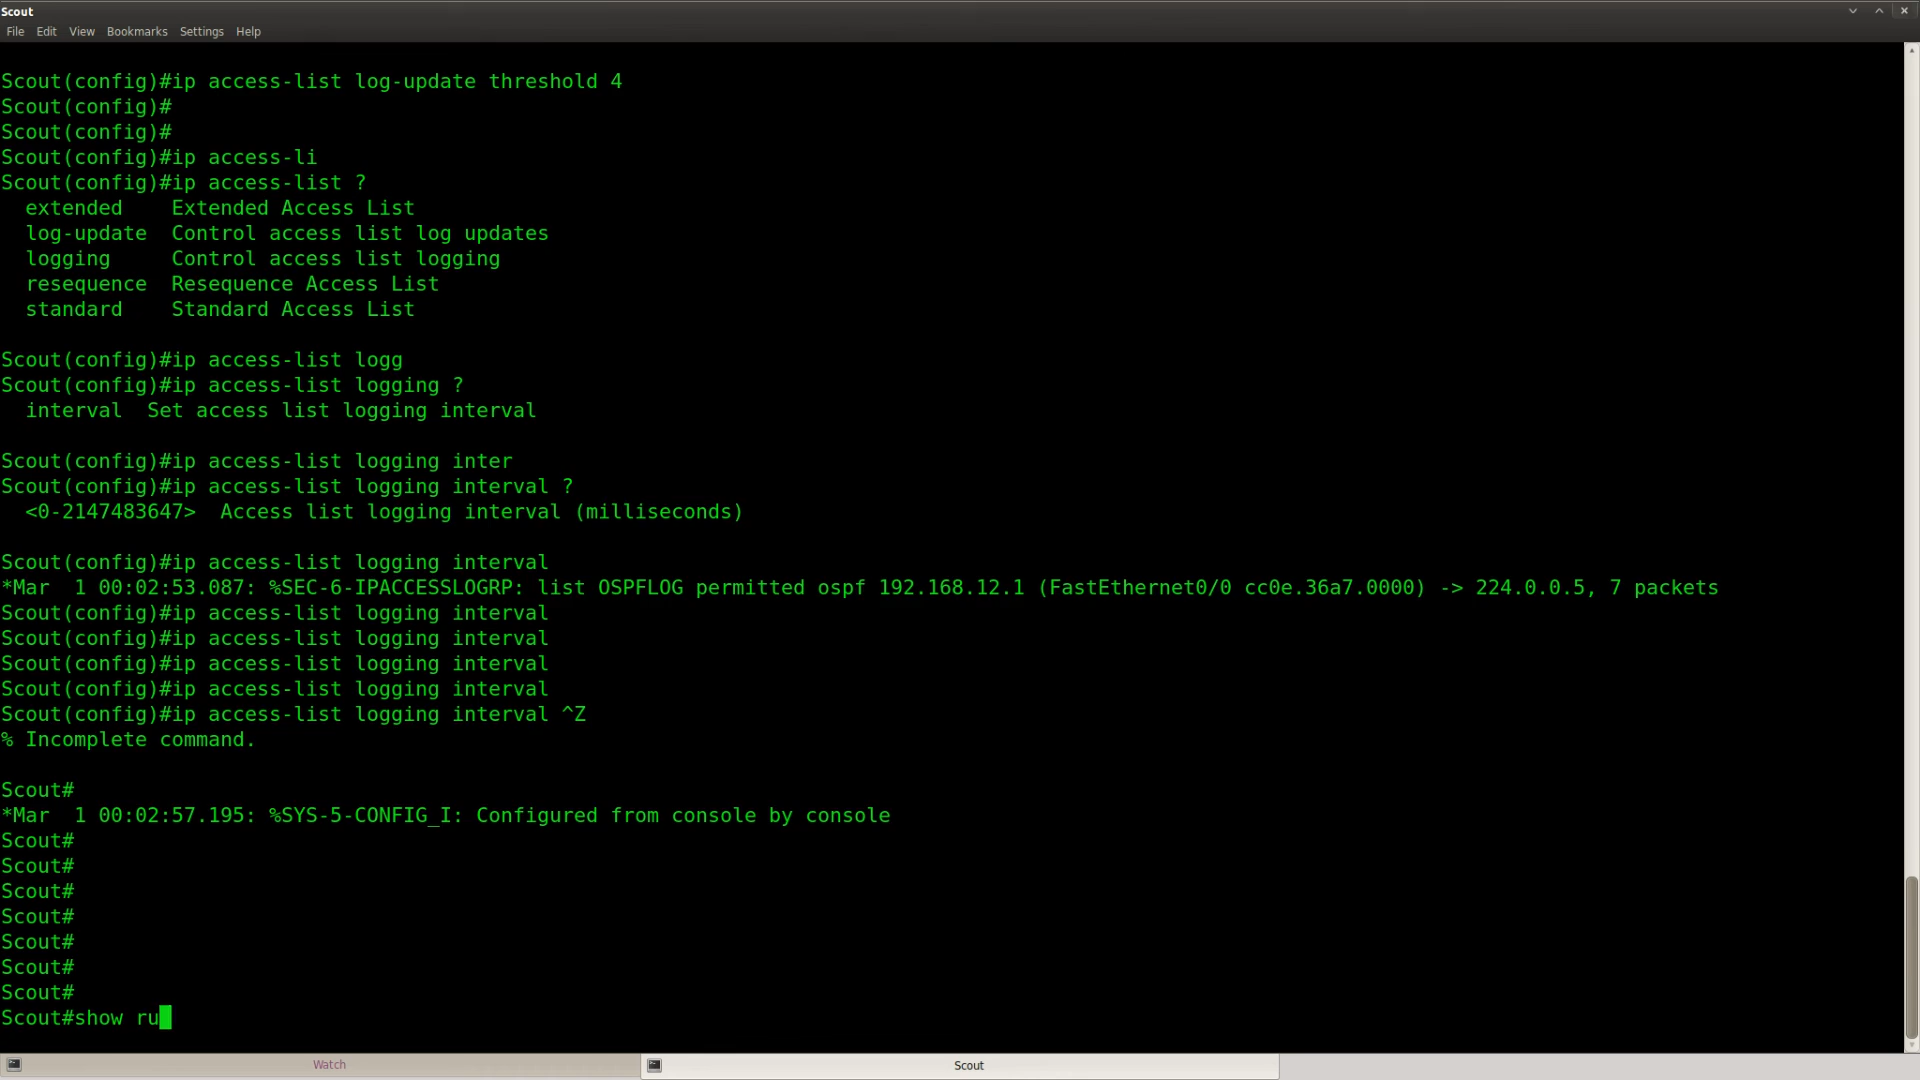 Scout
File Edit View Bookmarks Settings Help
Scout(config)#ip access-list log-update threshold 4
Scout(config)#
Scout(config)#
Scout(config)#ip access-li
Scout(config)#ip access-list ?
  extended    Extended Access List
  log-update  Control access list log updates
  logging     Control access list logging
  resequence  Resequence Access List
  standard    Standard Access List
Scout(config)#ip access-list logg
Scout(config)#ip access-list logging ?
  interval  Set access list logging interval
Scout(config)#ip access-list logging inter
Scout(config)#ip access-list logging interval ?
  <0-2147483647>  Access list logging interval (milliseconds)
Scout(config)#ip access-list logging interval
*Mar  1 00:02:53.087: %SEC-6-IPACCESSLOGRP: list OSPFLOG permitted ospf 192.168.12.1 (FastEthernet0/0 cc0e.36a7.0000) -> 224.0.0.5, 7 packets
Scout(config)#ip access-list logging interval
Scout(config)#ip access-list logging interval
Scout(config)#ip access-list logging interval
Scout(config)#ip access-list logging interval
Scout(config)#ip access-list logging interval ^Z
% Incomplete command.
Scout#
*Mar  1 00:02:57.195: %SYS-5-CONFIG_I: Configured from console by console
Scout#
Scout#
Scout#
Scout#
Scout#
Scout#
Scout#
Scout#show ru
Watch
Scout